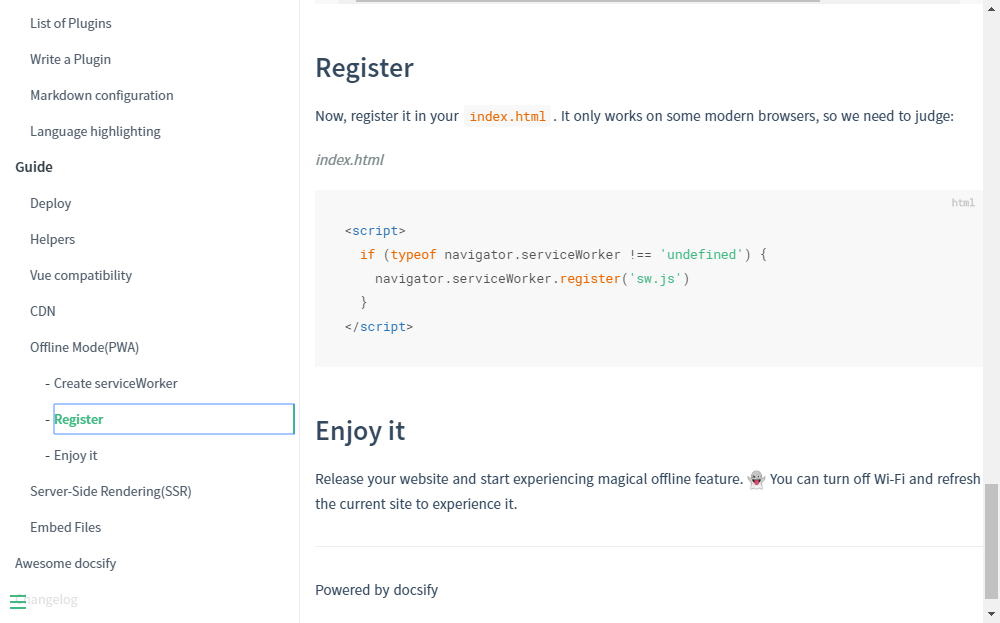 List of Plugins
Write a Plugin
Markdown configuration
Language highlighting
Guide
Deploy
Helpers
Vue compatibility
CDN
Offline Mode(PWA)
- Create serviceWorker
- Register
- Enjoy it
Server-Side Rendering(SSR)
Embed Files
Awesome docsify
Changelog
Register
Now, register it in your index.html . It only works on some modern browsers, so we need to judge:
index.html
html
<script>
  if (typeof navigator.serviceWorker !== 'undefined') {
    navigator.serviceWorker.register('sw.js')
  }
</script>
Enjoy it
Release your website and start experiencing magical offline feature. 👻 You can turn off Wi-Fi and refresh
the current site to experience it.
Powered by docsify